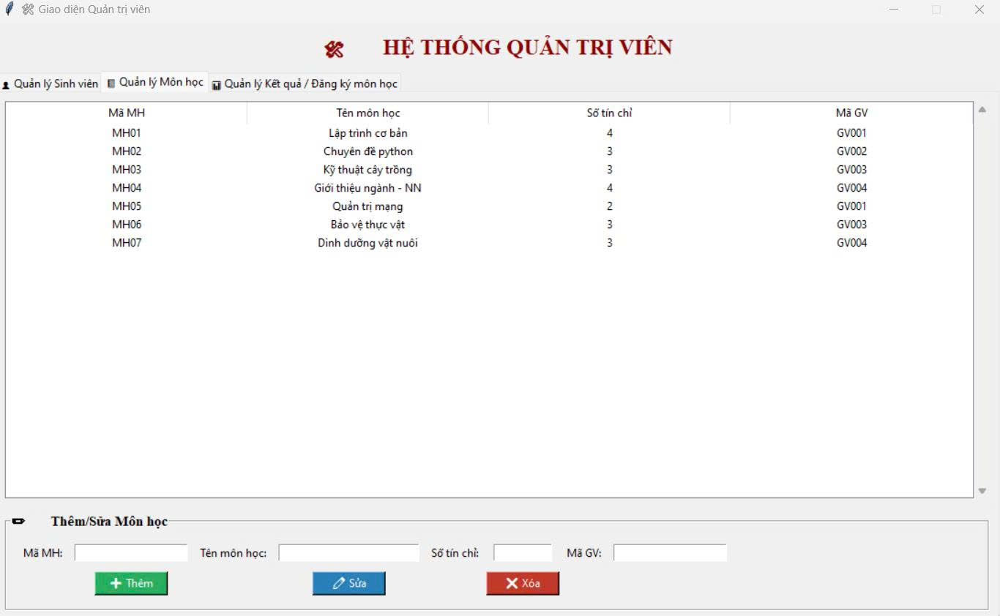 Giao diện Quản trị viên
HỆ THỐNG QUẢN TRỊ VIÊN
Quản lý Sinh viên Quản lý Môn học Quản lý Kết quả / Đăng ký môn học
Mã MH Tên môn học Số tín chỉ Mã GV
MH01 Lập trình cơ bản 4 GV001
MH02 Chuyên đề python 3 GV002
MH03 Kỹ thuật cây trồng 3 GV003
MH04 Giới thiệu ngành - NN 4 GV004
MH05 Quản trị mạng 2 GV001
MH06 Bảo vệ thực vật 3 GV003
MH07 Dinh dưỡng vật nuôi 3 GV004
Thêm/Sửa Môn học
Mã MH: Tên môn học: Số tín chỉ: Mã GV:
Thêm Sửa Xóa